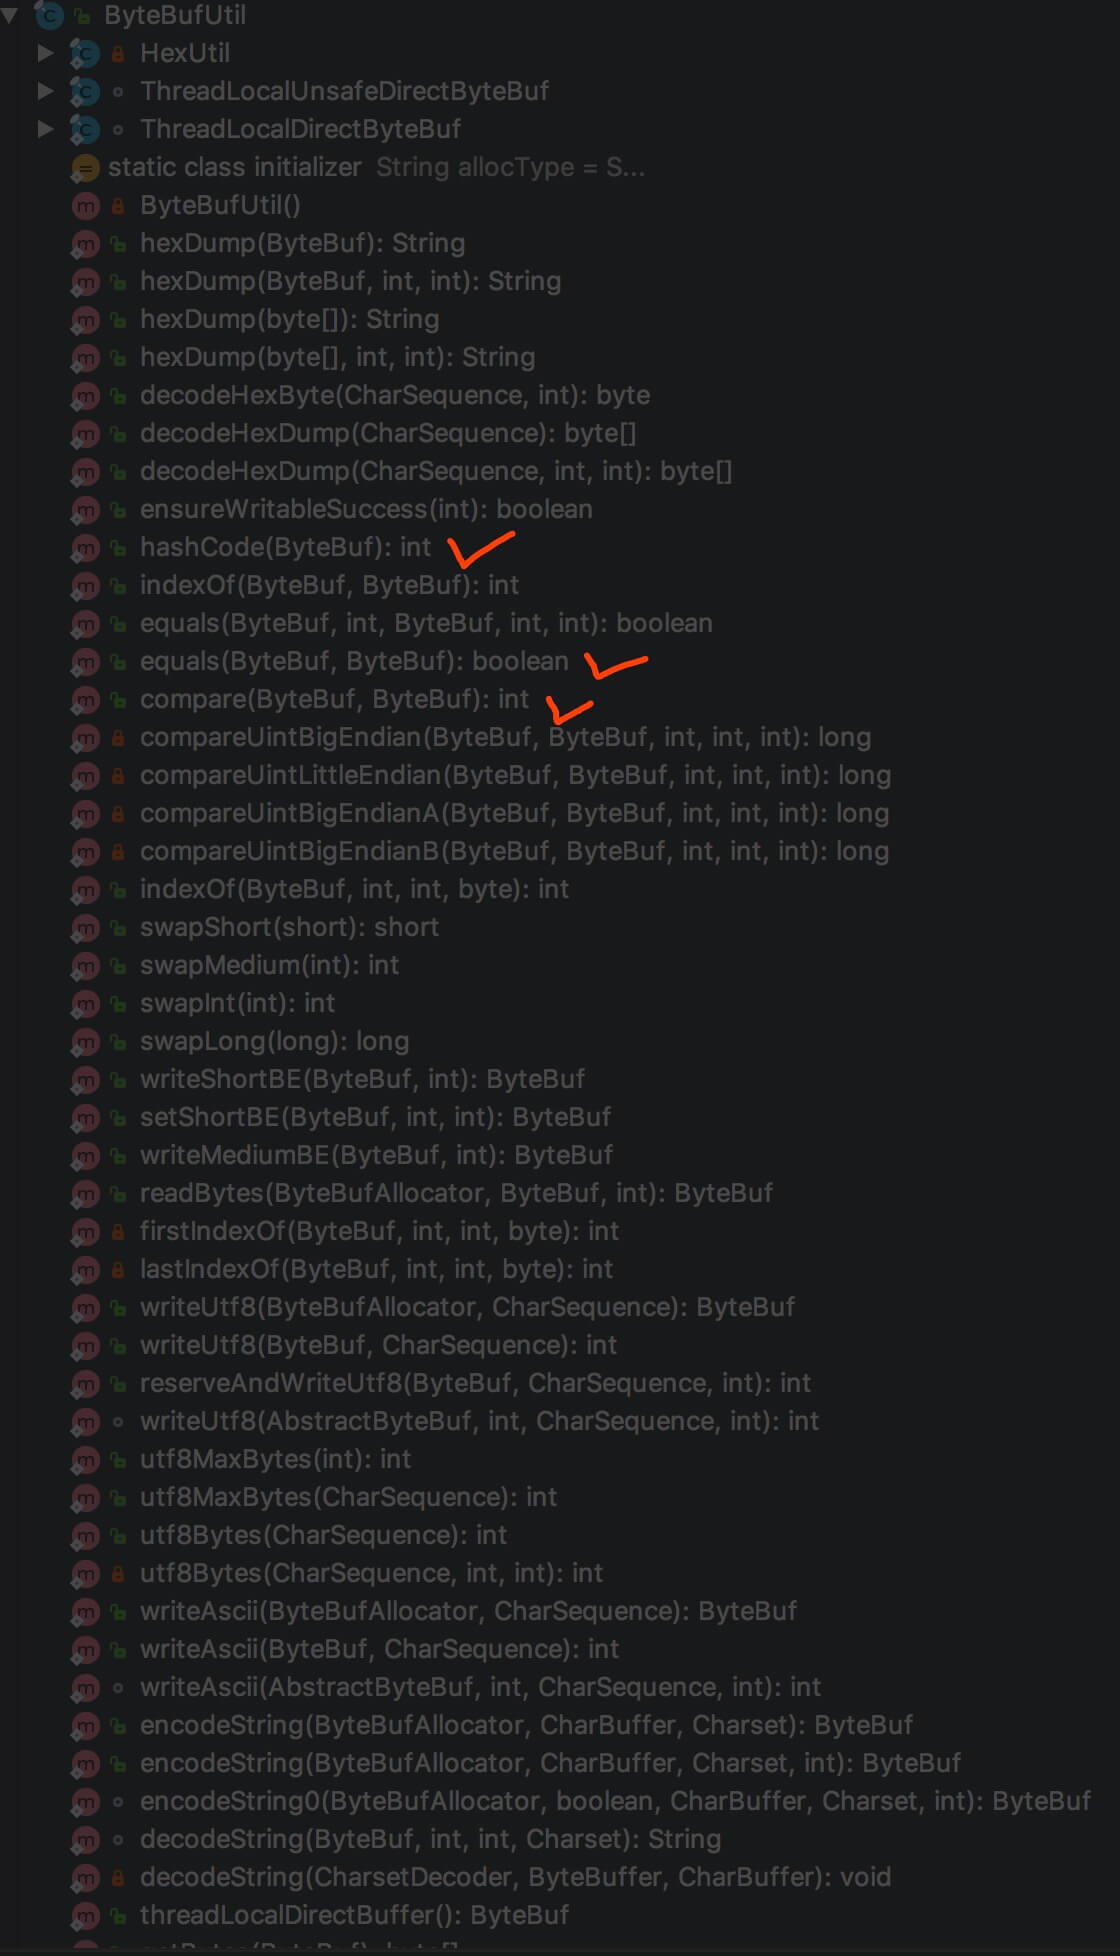 ByteBufUtil
HexUtil
ThreadLocalUnsafeDirectByteBuf
ThreadLocalDirectByteBuf
static class initializer String allocType = S...
ByteBufUtil()
hexDump(ByteBuf): String
hexDump(ByteBuf, int, int): String
hexDump(byte[]): String
hexDump(byte[], int, int): String
decodeHexByte(CharSequence, int): byte
decodeHexDump(CharSequence): byte[]
decodeHexDump(CharSequence, int, int): byte[]
ensureWritableSuccess(int): boolean
hashCode(ByteBuf): int
indexOf(ByteBuf, ByteBuf): int
equals(ByteBuf, int, ByteBuf, int, int): boolean
equals(ByteBuf, ByteBuf): boolean
compare(ByteBuf, ByteBuf): int
compareUintBigEndian(ByteBuf, ByteBuf, int, int, int): long
compareUintLittleEndian(ByteBuf, ByteBuf, int, int, int): long
compareUintBigEndianA(ByteBuf, ByteBuf, int, int, int): long
compareUintBigEndianB(ByteBuf, ByteBuf, int, int, int): long
indexOf(ByteBuf, int, int, byte): int
swapShort(short): short
swapMedium(int): int
swapInt(int): int
swapLong(long): long
writeShortBE(ByteBuf, int): ByteBuf
setShortBE(ByteBuf, int, int): ByteBuf
writeMediumBE(ByteBuf, int): ByteBuf
readBytes(ByteBufAllocator, ByteBuf, int): ByteBuf
firstIndexOf(ByteBuf, int, int, byte): int
lastIndexOf(ByteBuf, int, int, byte): int
writeUtf8(ByteBufAllocator, CharSequence): ByteBuf
writeUtf8(ByteBuf, CharSequence): int
reserveAndWriteUtf8(ByteBuf, CharSequence, int): int
writeUtf8(AbstractByteBuf, int, CharSequence, int): int
utf8MaxBytes(int): int
utf8MaxBytes(CharSequence): int
utf8Bytes(CharSequence): int
utf8Bytes(CharSequence, int, int): int
writeAscii(ByteBufAllocator, CharSequence): ByteBuf
writeAscii(ByteBuf, CharSequence): int
writeAscii(AbstractByteBuf, int, CharSequence, int): int
encodeString(ByteBufAllocator, CharBuffer, Charset): ByteBuf
encodeString(ByteBufAllocator, CharBuffer, Charset, int): ByteBuf
encodeString0(ByteBufAllocator, boolean, CharBuffer, Charset, int): ByteBuf
decodeString(ByteBuf, int, int, Charset): String
decodeString(CharsetDecoder, ByteBuffer, CharBuffer): void
threadLocalDirectBuffer(): ByteBuf